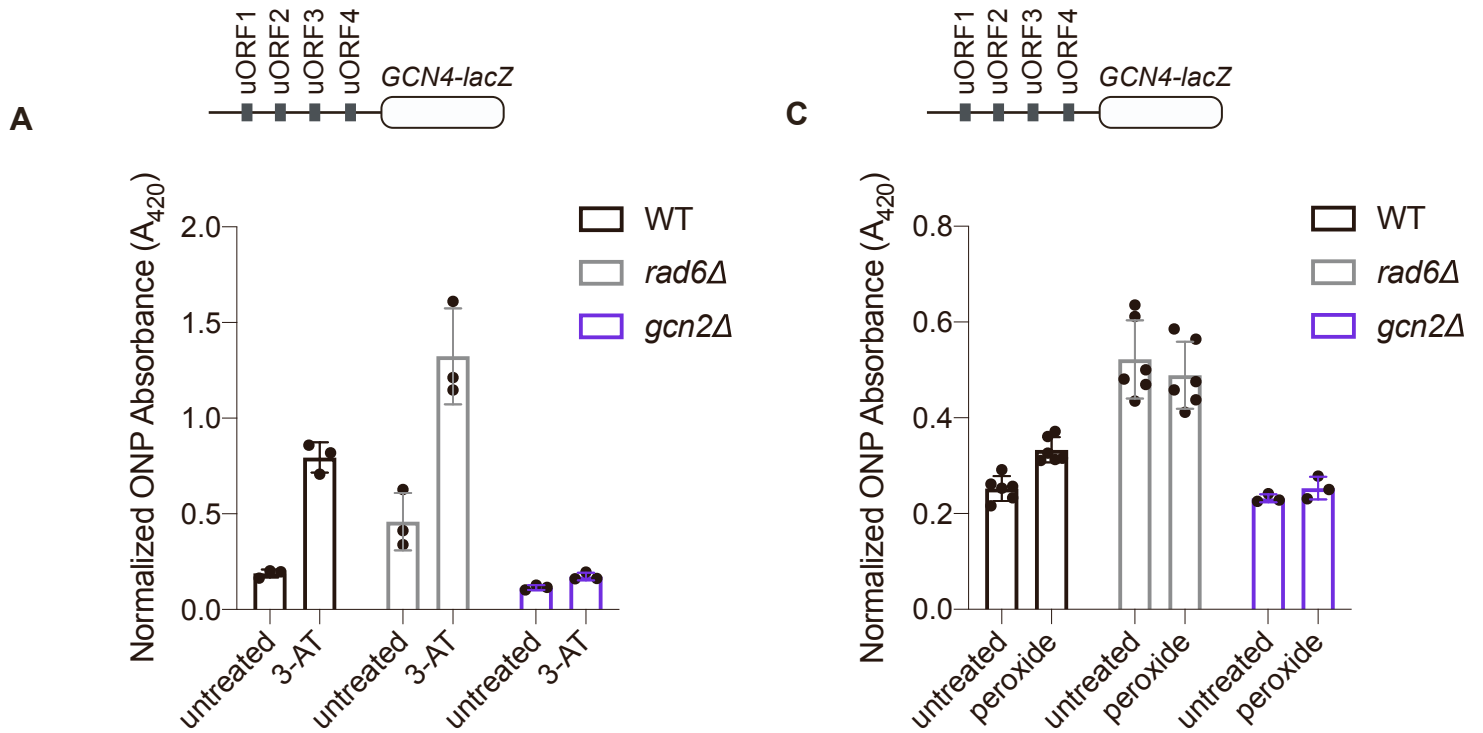 A
uORF1
uORF2
uORF3
uORF4
GCN4-lacZ
Normalized ONP Absorbance (A420)
2.0
1.5
1.0
0.5
0.0
WT
rad6Δ
gcn2Δ
untreated
3-AT
untreated
3-AT
untreated
3-AT
C
uORF1
uORF2
uORF3
uORF4
GCN4-lacZ
Normalized ONP Absorbance (A420)
0.8
0.6
0.4
0.2
0.0
WT
rad6Δ
gcn2Δ
untreated
peroxide
untreated
peroxide
untreated
peroxide